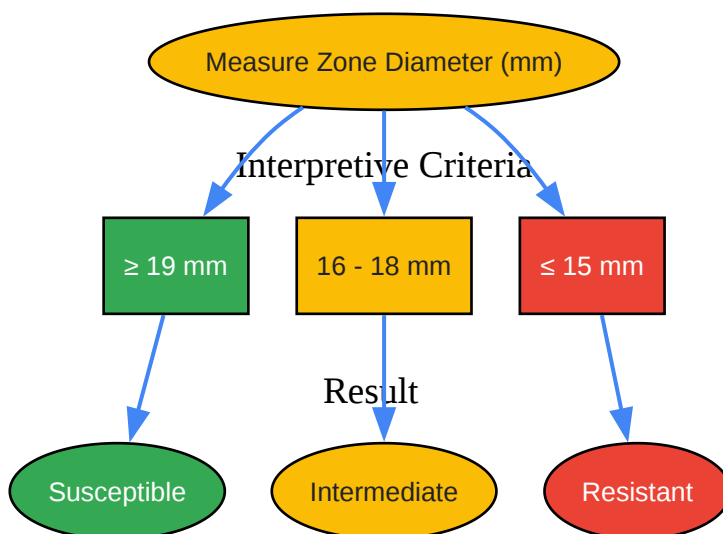 Measure Zone Diameter (mm)
Interpretive Criteria
≥ 19 mm
16 - 18 mm
≤ 15 mm
Result
Susceptible
Intermediate
Resistant